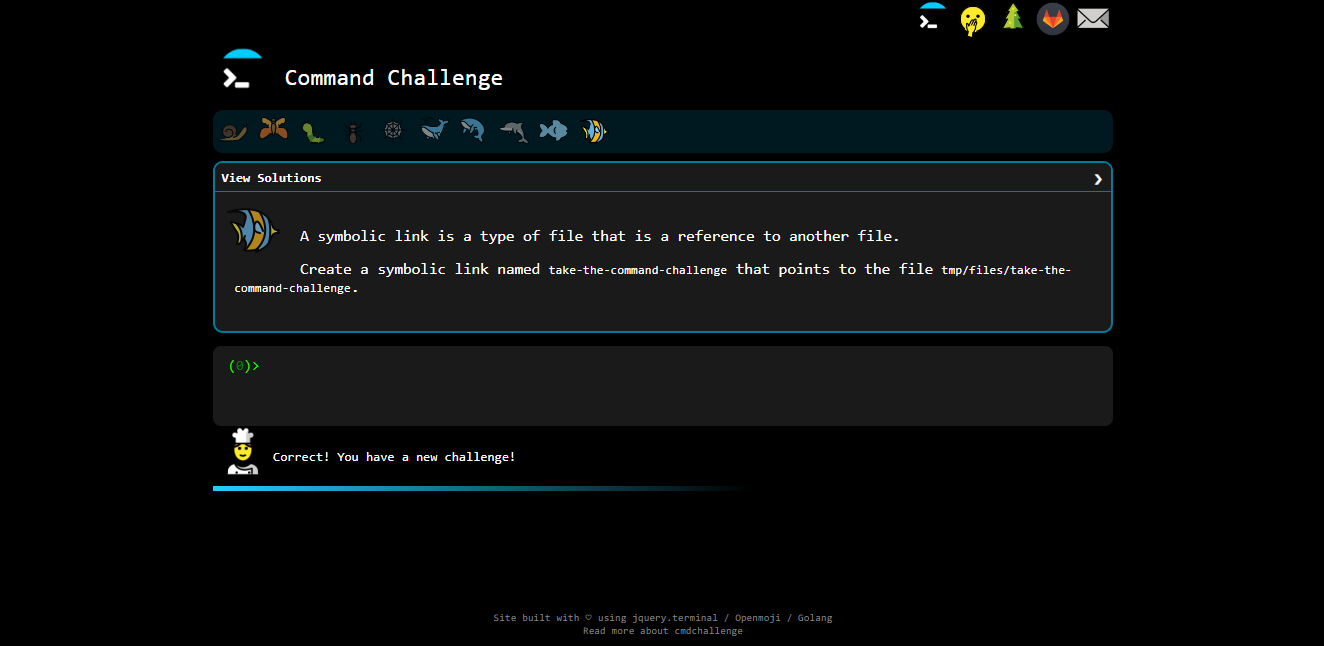 Command Challenge
View Solutions
A symbolic link is a type of file that is a reference to another file.
Create a symbolic link named take-the-command-challenge that points to the file tmp/files/take-the-
command-challenge.
(0)>
Correct! You have a new challenge!
Site built with ♡ using jquery.terminal / Openmoji / Golang
Read more about cmdchallenge